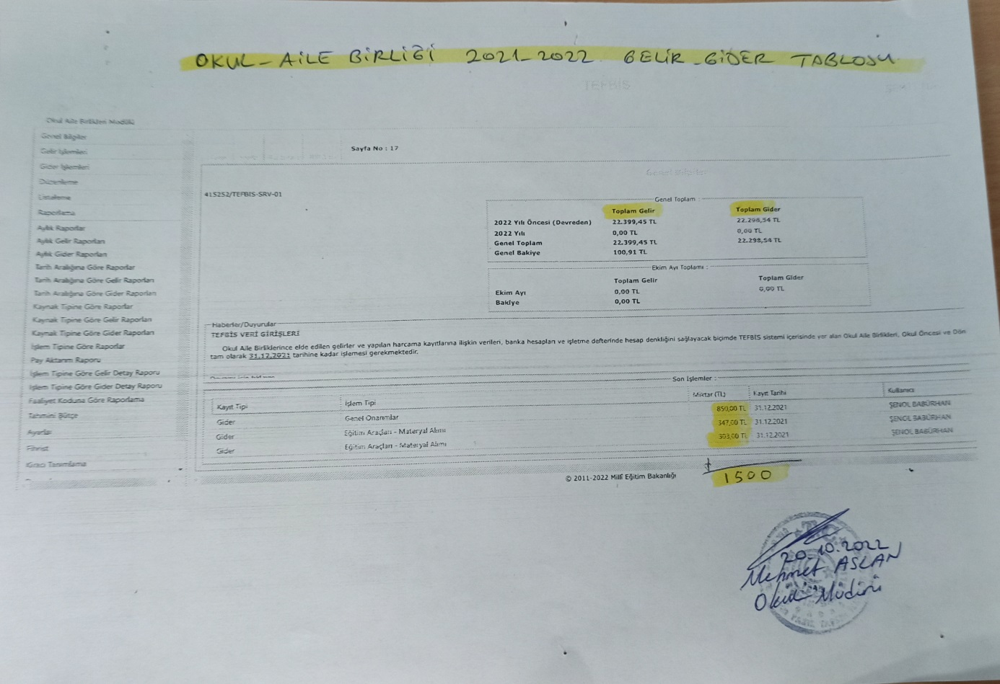 OKUL-AİLE BİRLİĞİ 2021-2022 GELİR-GİDER TABLOSU
TEFBİS
Okul Aile Birlikleri Modülü
Genel Bilgiler
Gelir İşlemleri
Gider İşlemleri
Düzenleme
Listeleme
Raporlama
Aylık Raporlar
Aylık Gelir Raporları
Aylık Gider Raporları
Tarih Aralığına Göre Raporlar
Tarih Aralığına Göre Gelir Raporları
Tarih Aralığına Göre Gider Raporları
Kaynak Tipine Göre Raporlar
Kaynak Tipine Göre Gelir Raporları
Kaynak Tipine Göre Gider Raporları
İşlem Tipine Göre Raporlar
Pay Aktarım Raporu
İşlem Tipine Göre Gelir Detay Raporu
İşlem Tipine Göre Gider Detay Raporu
Faaliyet Koduna Göre Raporlama
Tahmini Bütçe
Ayarlar
Fihrist
Kiracı Tanımlama
Sayfa No : 17
Genel Bilgiler
415252/TEFBIS-SRV-01
Genel Toplam :
Toplam Gelir Toplam Gider
2022 Yılı Öncesi (Devreden) 22.399,45 TL 22.298,54 TL
2022 Yılı 0,00 TL 0,00 TL
Genel Toplam 22.399,45 TL 22.298,54 TL
Genel Bakiye 100,91 TL
Ekim Ayı Toplamı :
Toplam Gelir Toplam Gider
Ekim Ayı 0,00 TL 0,00 TL
Bakiye 0,00 TL
Haberler/Duyurular
TEFBİS VERİ GİRİŞLERİ
Okul Aile Birliklerince elde edilen gelirler ve yapılan harcama kayıtlarına ilişkin verileri, banka hesapları ve işletme defterinde hesap denkliğini sağlayacak biçimde TEFBİS sistemi içerisinde yer alan Okul Aile Birlikleri, Okul Öncesi ve Dön
tam olarak 31.12.2021 tarihine kadar işlemesi gerekmektedir.
Son İşlemler :
Kayıt Tipi İşlem Tipi Miktar (TL) Kayıt Tarihi Kullanıcı
Gider Genel Onarımlar 850,00 TL 31.12.2021 ŞENOL BABÜRHAN
Gider Eğitim Araçları - Materyal Alımı 347,00 TL 31.12.2021 ŞENOL BABÜRHAN
Gider Eğitim Araçları - Materyal Alımı 303,00 TL 31.12.2021 ŞENOL BABÜRHAN
+
1500
© 2011-2022 Millî Eğitim Bakanlığı
T.C.
20.10.2022
Mehmet ASLAN
Okul Müdürü